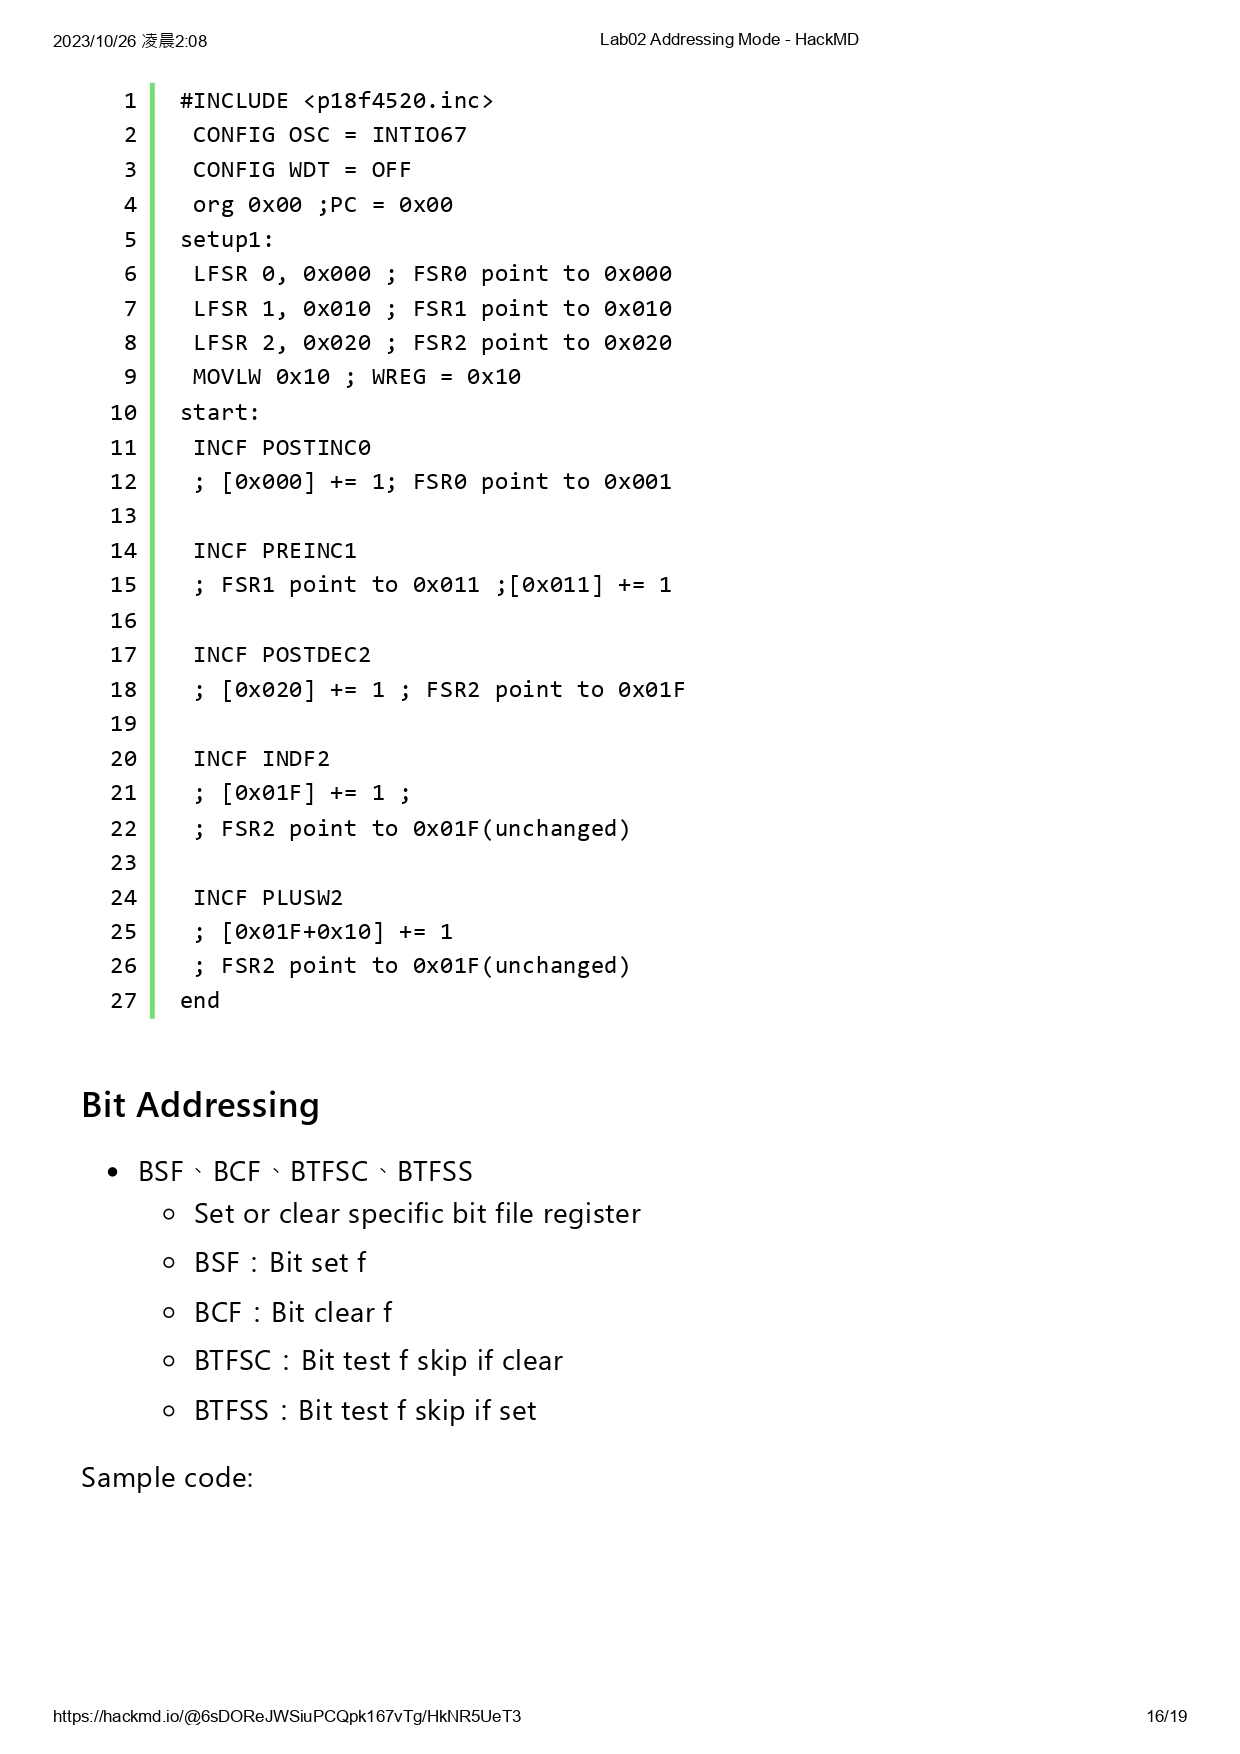 2023/10/26 凌晨2:08 Lab02 Addressing Mode - HackMD
1 #INCLUDE <p18f4520.inc>
2 CONFIG OSC = INTIO67
3 CONFIG WDT = OFF
4 org 0x00 ;PC = 0x00
5 setup1:
6 LFSR 0, 0x000 ; FSR0 point to 0x000
7 LFSR 1, 0x010 ; FSR1 point to 0x010
8 LFSR 2, 0x020 ; FSR2 point to 0x020
9 MOVLW 0x10 ; WREG = 0x10
10 start:
11 INCF POSTINC0
12 ; [0x000] += 1; FSR0 point to 0x001
13
14 INCF PREINC1
15 ; FSR1 point to 0x011 ;[0x011] += 1
16
17 INCF POSTDEC2
18 ; [0x020] += 1 ; FSR2 point to 0x01F
19
20 INCF INDF2
21 ; [0x01F] += 1 ;
22 ; FSR2 point to 0x01F(unchanged)
23
24 INCF PLUSW2
25 ; [0x01F+0x10] += 1
26 ; FSR2 point to 0x01F(unchanged)
27 end
Bit Addressing
• BSF、BCF、BTFSC、BTFSS
○ Set or clear specific bit file register
○ BSF：Bit set f
○ BCF：Bit clear f
○ BTFSC：Bit test f skip if clear
○ BTFSS：Bit test f skip if set
Sample code:
https://hackmd.io/@6sDOReJWSiuPCQpk167vTg/HkNR5UeT3 16/19